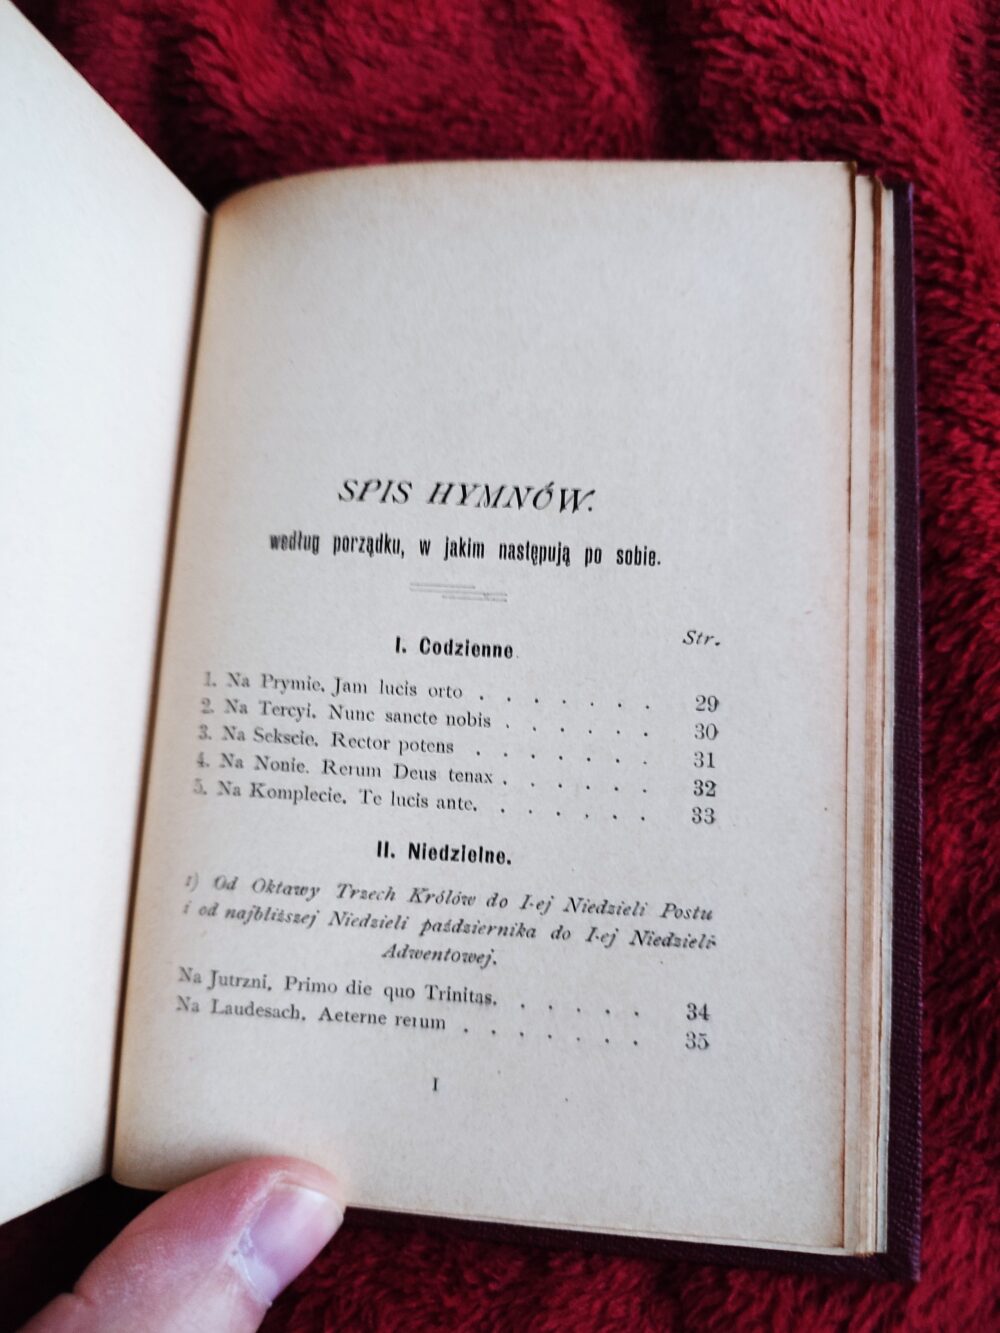 SPIS HYMNÓW.
według porządku, w jakim następują po sobie.
Str.
I. Codzienne.
1. Na Prymie. Jam lucis orto . . . . . . . 29
2. Na Tercyi. Nunc sancte nobis . . . . . . 30
3. Na Sekscie. Rector potens . . . . . . . 31
4. Na Nonie. Rerum Deus tenax . . . . . . 32
5. Na Komplecie. Te lucis ante. . . . . . . 33
II. Niedzielne.
1) Od Oktawy Trzech Królów do I-ej Niedzieli Postu
i od najbliższej Niedzieli października do I-ej Niedzieli
Adwentowej.
Na Jutrzni. Primo die quo Trinitas. . . . . . 34
Na Laudesach. Aeterne rerum . . . . . . . 35
I